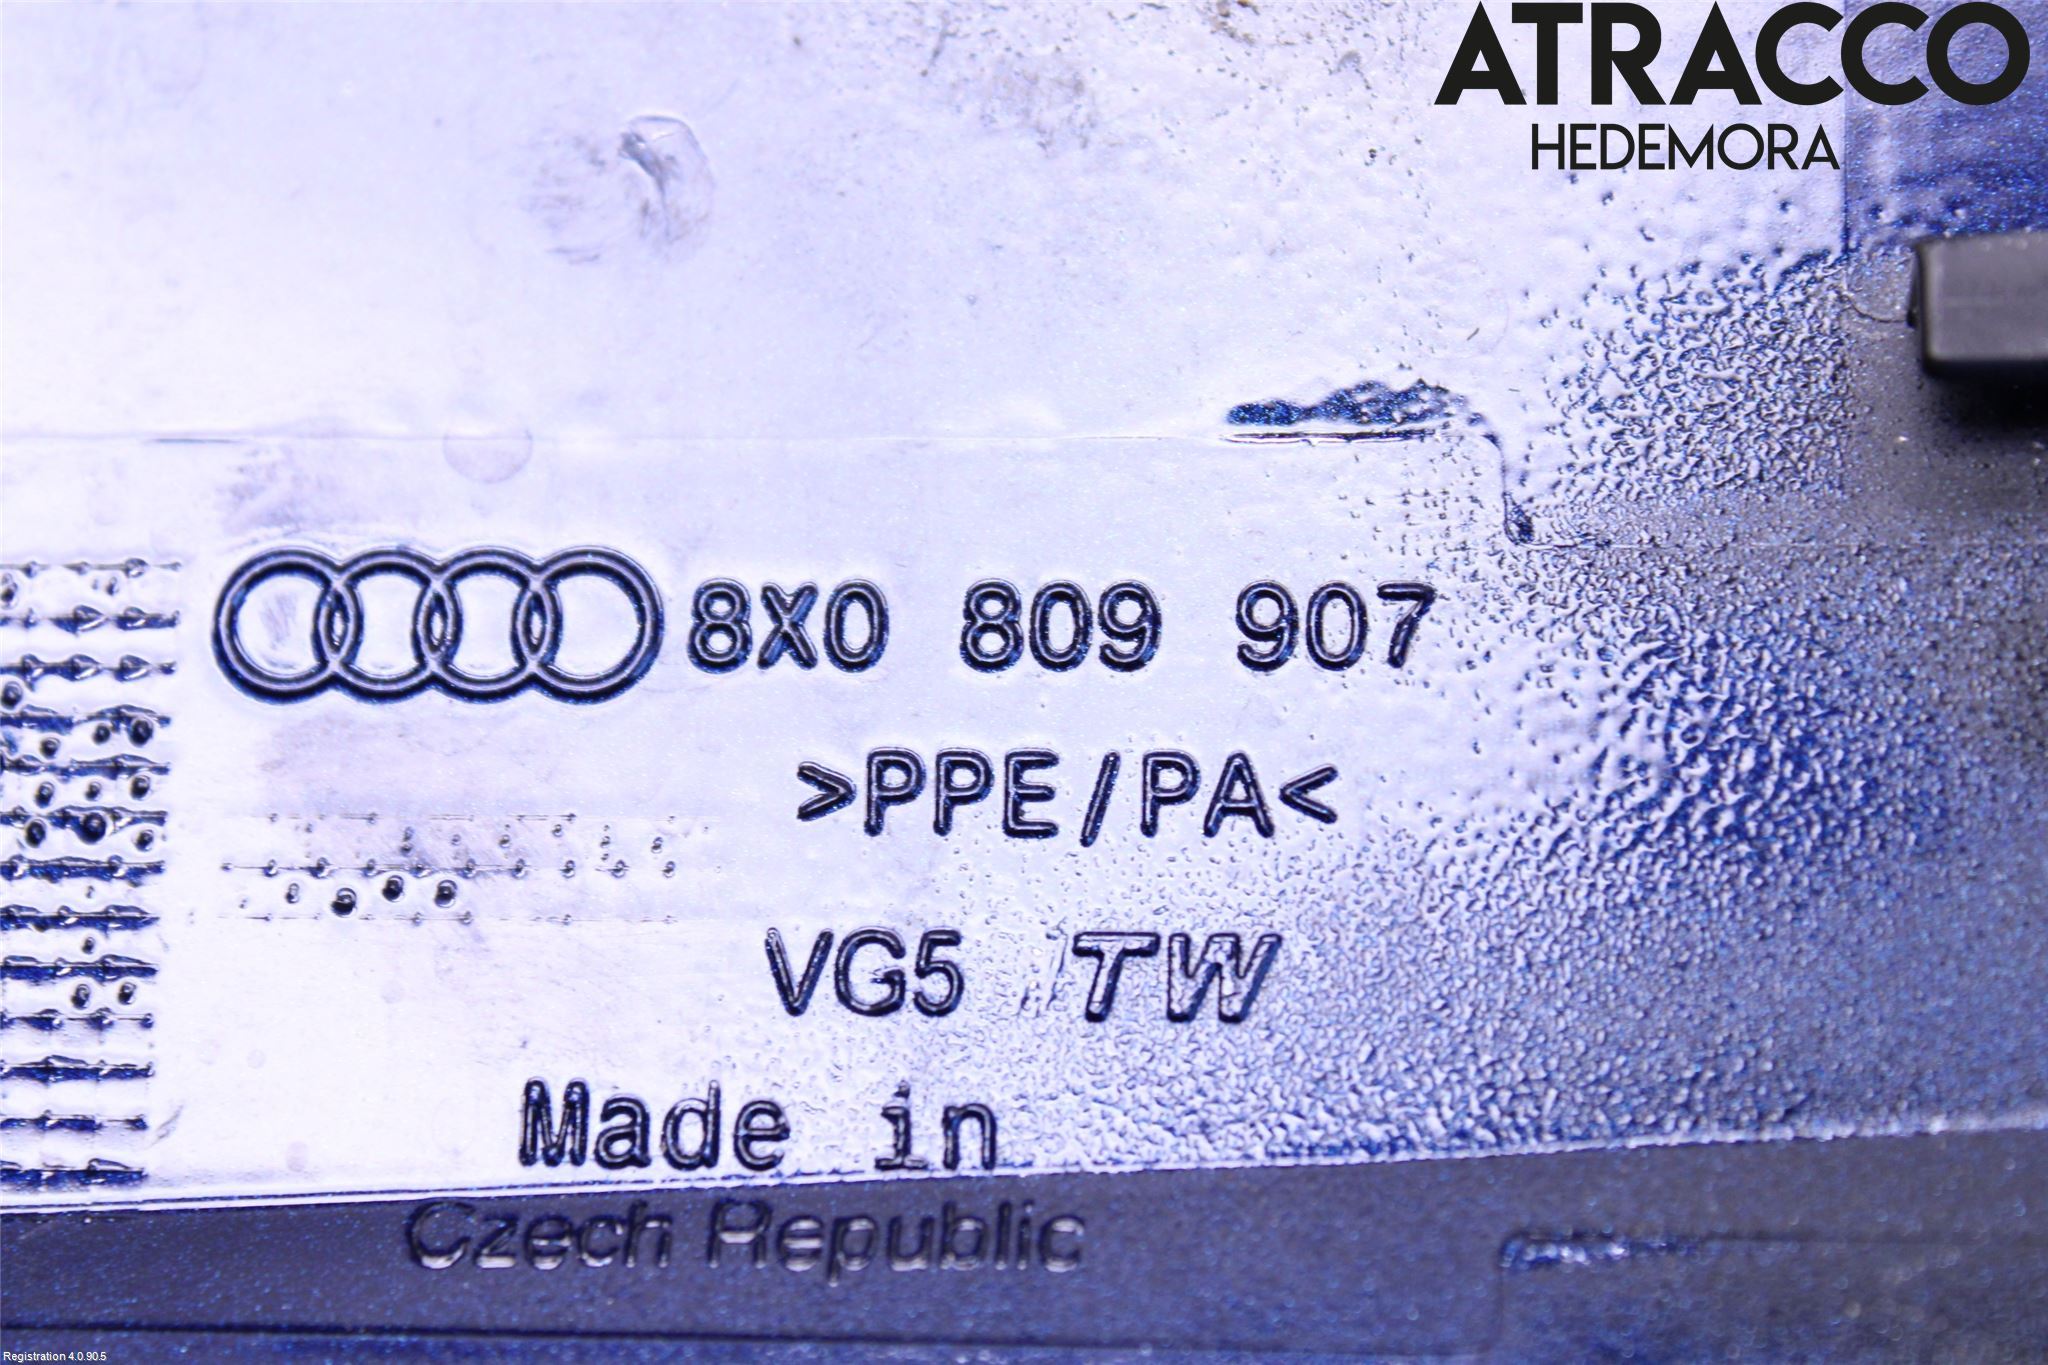 ATRACCO
HEDEMORA
8X0 809 907
>PPE/PA<
VG5 TW
Made in
Czech Republic
Registration 4.0.90.5